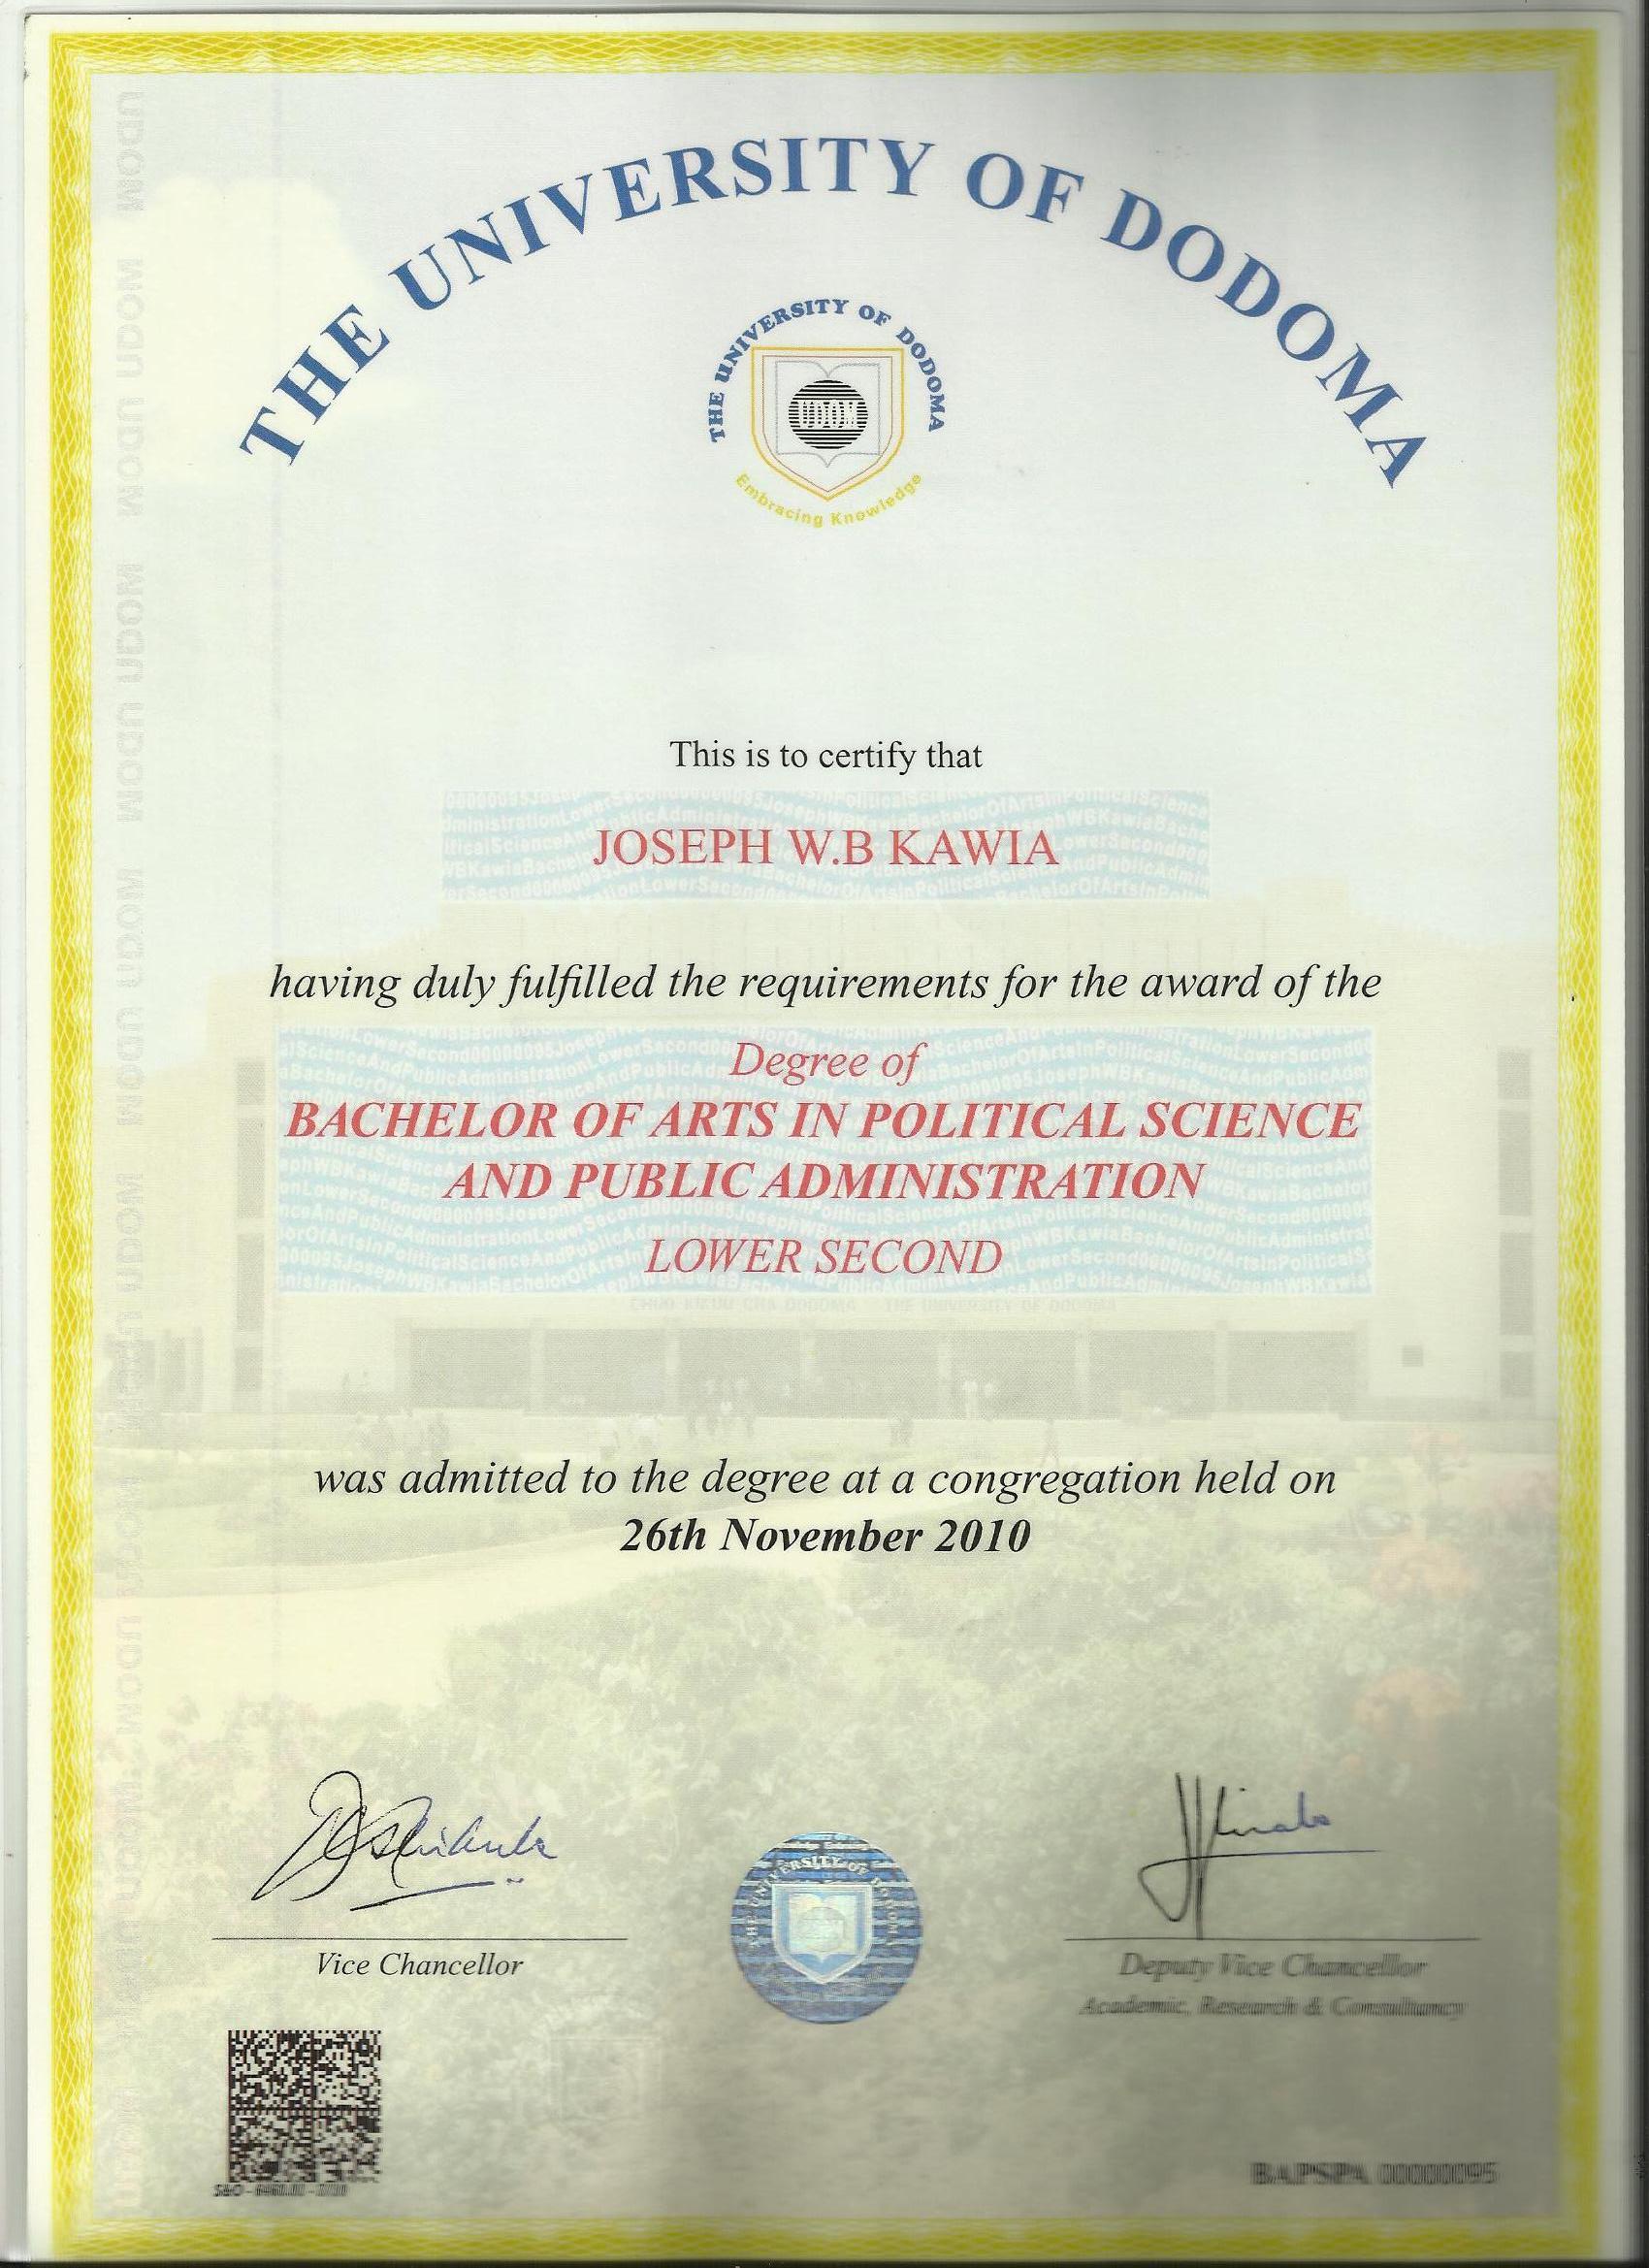 THE UNIVERSITY OF DODOMA
THE UNIVERSITY OF DODOMA
UDOM
Embracing Knowledge
This is to certify that
JOSEPH W.B KAWIA
having duly fulfilled the requirements for the award of the
Degree of
BACHELOR OF ARTS IN POLITICAL SCIENCE
AND PUBLIC ADMINISTRATION
LOWER SECOND
CHUO KIKUU CHA DODOMA THE UNIVERSITY OF DODOMA
was admitted to the degree at a congregation held on
26th November 2010
THE UNIVERSITY OF DODOMA
Vice Chancellor
Deputy Vice Chancellor
Academic, Research & Consultancy
BAPSPA 00000095